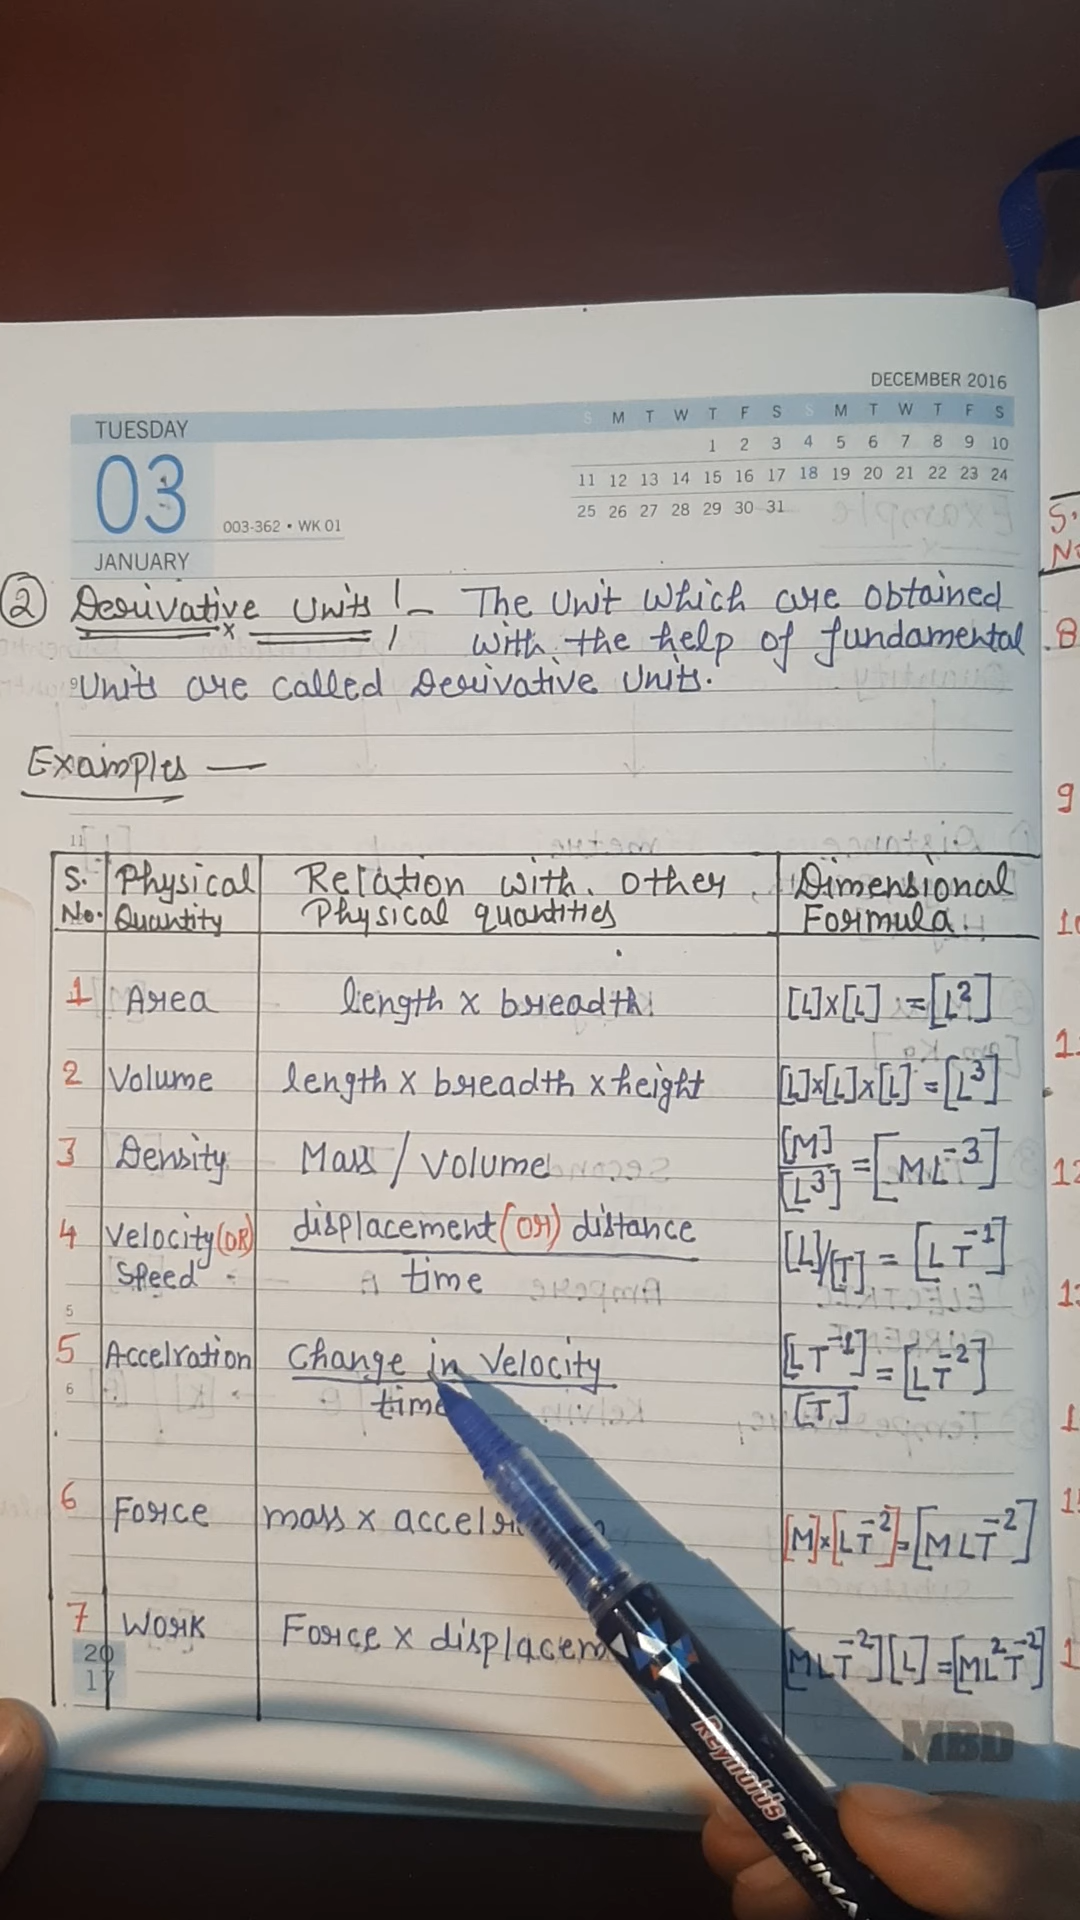 DECEMBER 2016
S M T W T F S S M T W T F S
1 2 3 4 5 6 7 8 9 10
11 12 13 14 15 16 17 18 19 20 21 22 23 24
25 26 27 28 29 30 31
TUESDAY
03
003-362 • WK 01
JANUARY
② Derivative Units :- The Unit which are obtained
with the help of fundamental
Units are called Derivative Units.
Examples —
S. No. Physical Quantity Relation with other Physical quantities Dimensional Formula
1 Area length × breadth [L]×[L] = [L²]
2 Volume length × breadth × height [L]×[L]×[L] = [L³]
3 Density Mass / Volume [M]/[L³] = [ML⁻³]
4 Velocity (OR) Speed displacement (OR) distance / time [L]/[T] = [LT⁻¹]
5 Accelration Change in Velocity / time [LT⁻¹]/[T] = [LT⁻²]
6 Force mass × [M]×[LT⁻²]=[MLT⁻²]
7 Work Force × [MLT⁻²][L]=[ML²T⁻²]
2017
MBD
Reynolds TRIMA
S.
No
8
9